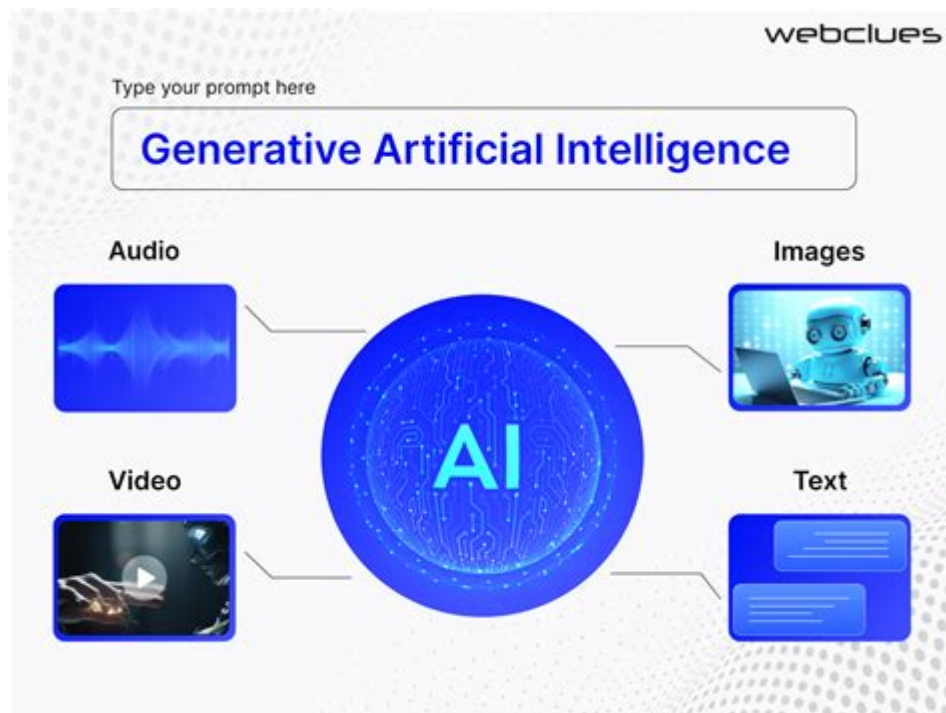 webclues
Type your prompt here
Generative Artificial Intelligence
Audio
Images
AI
Video
Text